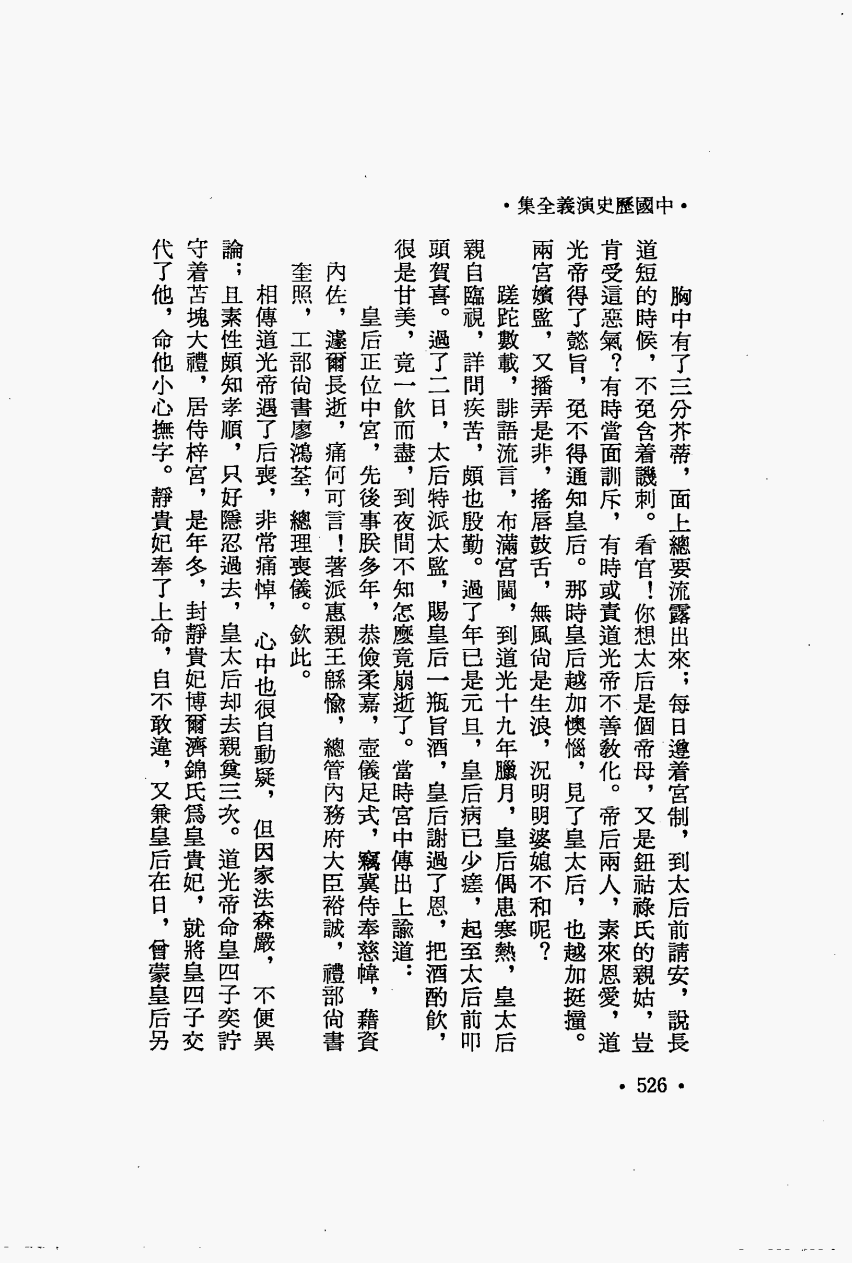 •中國歷史演義全集•
胸中有了三分芥蒂，面上總要流露出來；每日遵着宮制，到太后前請安，說長
道短的時候，不免含着譏刺。看官！你想太后是個帝母，又是鈕祜祿氏的親姑，豈
肯受這惡氣？有時當面訓斥，有時或責道光帝不善教化。帝后兩人，素來恩愛，道
光帝得了懿旨，免不得通知皇后。那時皇后越加懊惱，見了皇太后，也越加挺撞。
兩宮嬪監，又播弄是非，搖唇鼓舌，無風尚是生浪，況明明婆媳不和呢？
蹉跎數載，誹語流言，布滿宮闈，到道光十九年臘月，皇后偶患寒熱，皇太后
親自臨視，詳問疾苦，頗也殷勤。過了年已是元旦，皇后病已少瘥，起至太后前叩
頭賀喜。過了二日，太后特派太監，賜皇后一瓶旨酒，皇后謝過了恩，把酒酌飲，
很是甘美，竟一飲而盡，到夜間不知怎麼竟崩逝了。當時宮中傳出上諭道：
皇后正位中宮，先後事朕多年，恭儉柔嘉，壼儀足式，竊冀侍奉慈幃，藉資
內佐，遽爾長逝，痛何可言！著派惠親王緜愉，總管內務府大臣裕誠，禮部尚書
奎照，工部尚書廖鴻荃，總理喪儀。欽此。
相傳道光帝遇了后喪，非常痛悼，心中也很自動疑，但因家法森嚴，不便異
論；且素性頗知孝順，只好隱忍過去，皇太后却去親奠三次。道光帝命皇四子奕詝
守着苫塊大禮，居侍梓宮，是年冬，封靜貴妃博爾濟錦氏爲皇貴妃，就將皇四子交
代了他，命他小心撫字。靜貴妃奉了上命，自不敢違，又兼皇后在日，曾蒙皇后另
•526•